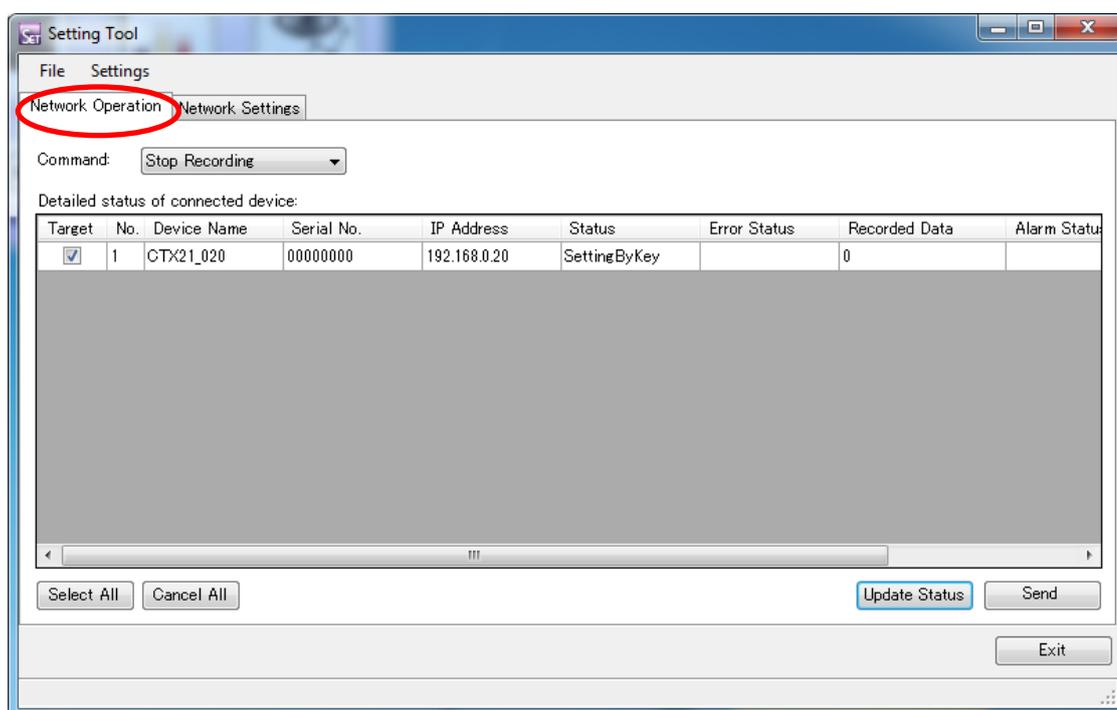 SET Setting Tool
File Settings
Network Operation Network Settings
Command: Stop Recording
Detailed status of connected device:
Target No. Device Name Serial No. IP Address Status Error Status Recorded Data Alarm Statu
1 CTX21_020 00000000 192.168.0.20 SettingByKey 0
Select All Cancel All Update Status Send
Exit